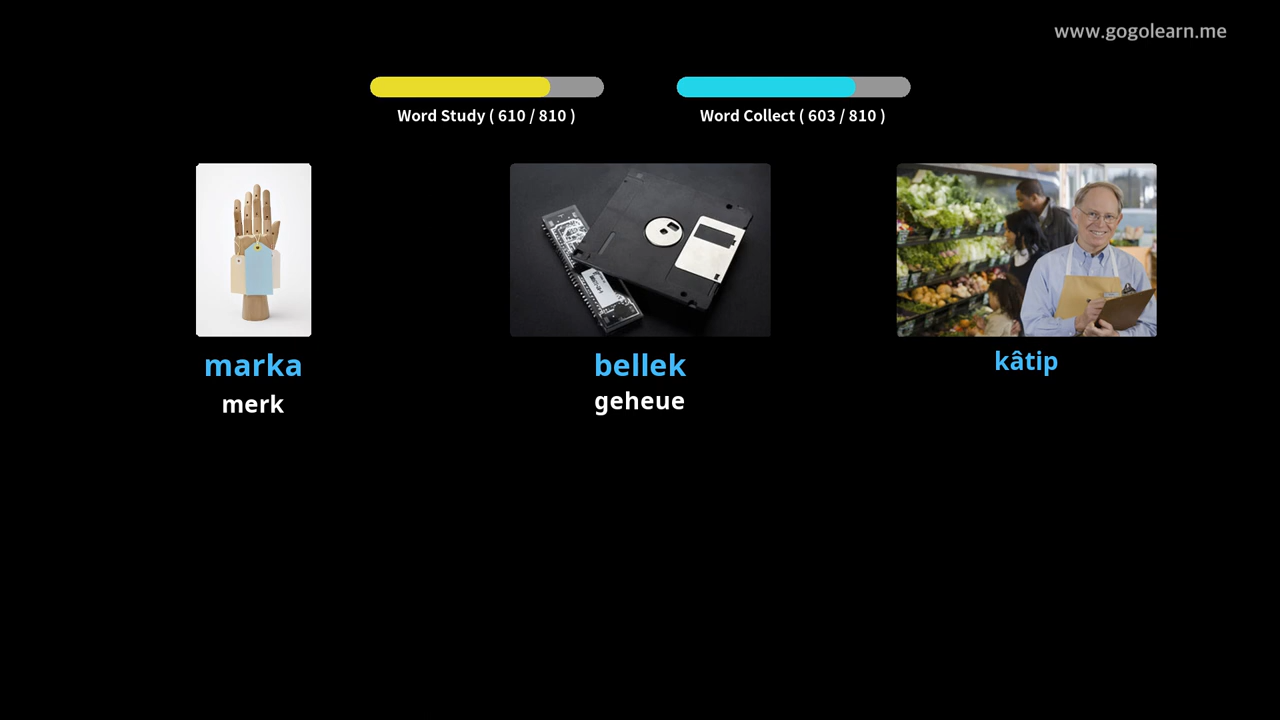 www.gogolearn.me
Word Study ( 610 / 810 )
Word Collect ( 603 / 810 )
marka
merk
bellek
geheue
kâtip